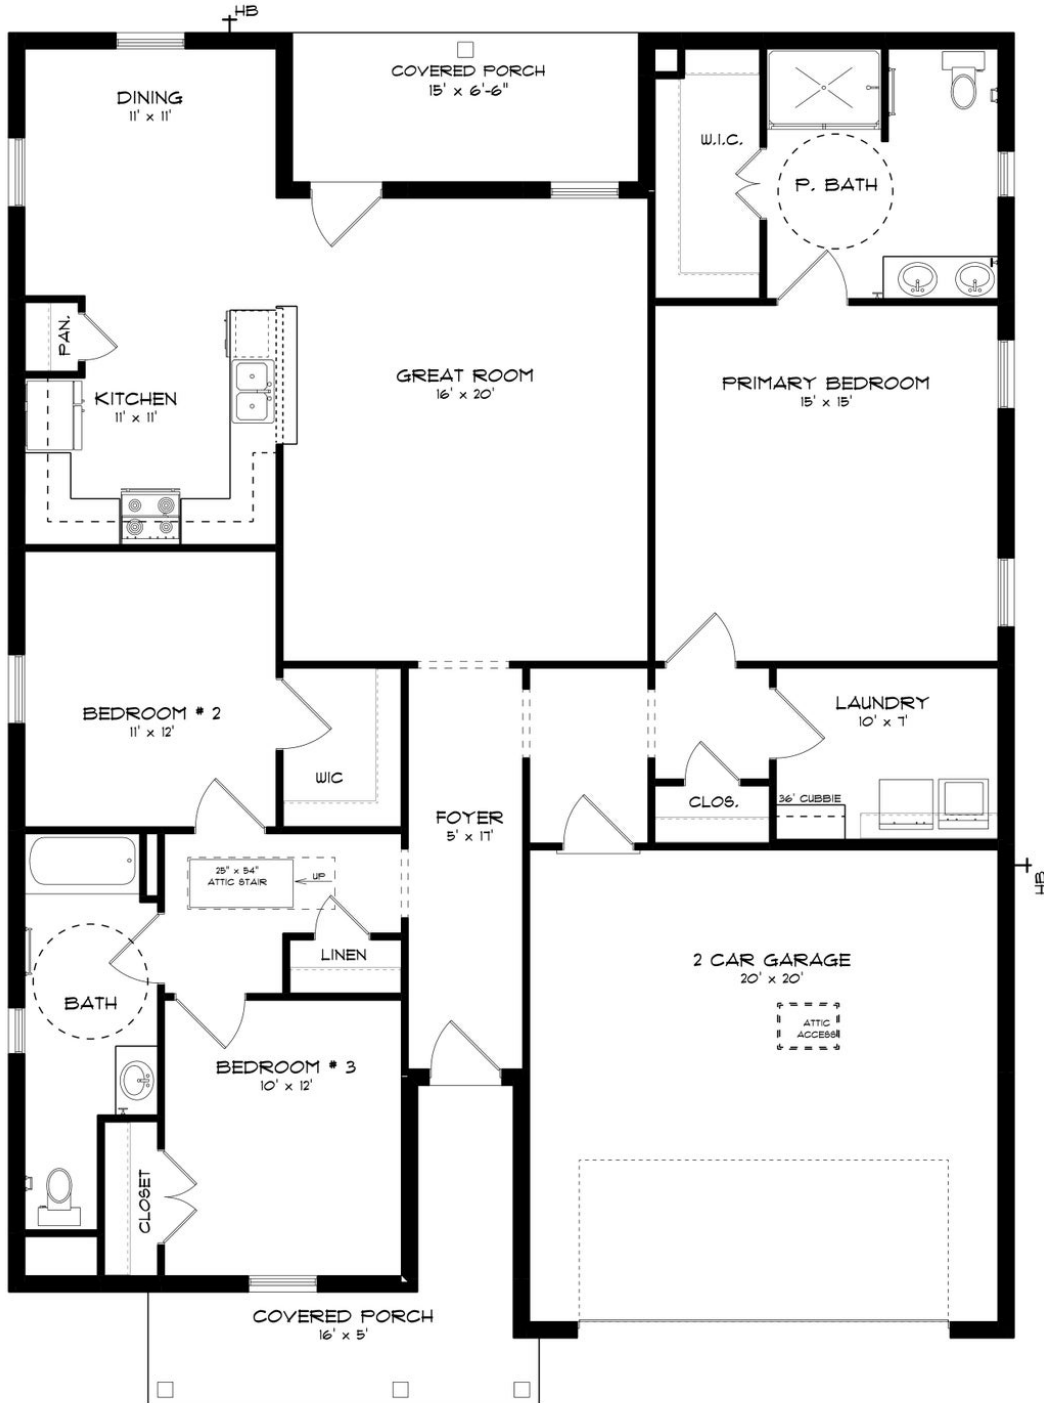 HB
COVERED PORCH
15' x 6'-6"
DINING
11' x 11'
W.I.C.
P. BATH
PAN.
KITCHEN
11' x 11'
GREAT ROOM
16' x 20'
PRIMARY BEDROOM
15' x 15'
BEDROOM # 2
11' x 12'
WIC
LAUNDRY
10' x 7'
CLOS.
36' CUBBIE
FOYER
5' x 17'
25" x 54"
ATTIC STAIR
UP
HB
LINEN
BATH
2 CAR GARAGE
20' x 20'
ATTIC
ACCESS
BEDROOM # 3
10' x 12'
CLOSET
COVERED PORCH
16' x 5'